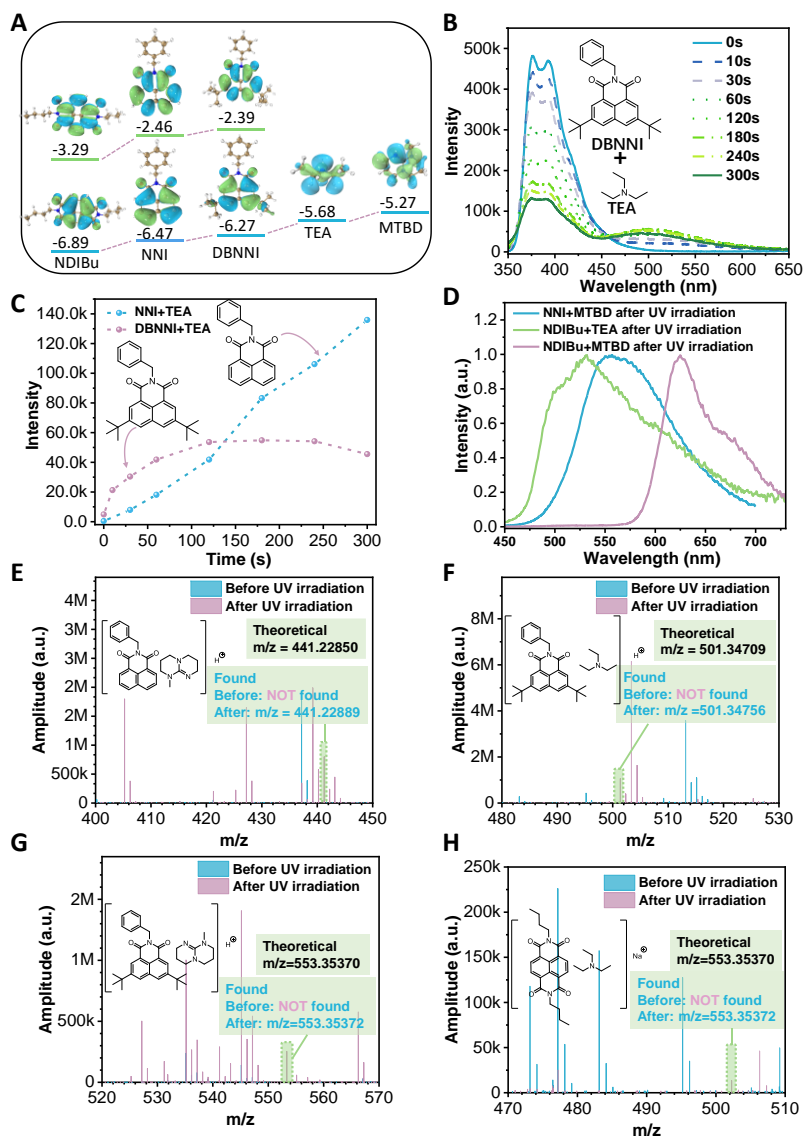 A
-3.29
-2.46
-2.39
-6.89
NDIBu
-6.47
NNI
-6.27
DBNNI
-5.68
TEA
-5.27
MTBD
B
Intensity
500k
400k
300k
200k
100k
0
350 400 450 500 550 600 650
Wavelength (nm)
O N O
DBNNI
+
N
TEA
0s
10s
30s
60s
120s
180s
240s
300s
C
Intensity
140.0k
120.0k
100.0k
80.0k
60.0k
40.0k
20.0k
0.0
0 50 100 150 200 250 300
Time (s)
NNI+TEA
DBNNI+TEA
O N O
O N O
D
Intensity (a.u.)
1.0
0.8
0.6
0.4
0.2
0.0
450 500 550 600 650 700
Wavelength (nm)
NNI+MTBD after UV irradiation
NDIBu+TEA after UV irradiation
NDIBu+MTBD after UV irradiation
E
Amplitude (a.u.)
4M
3M
3M
2M
2M
1M
500k
0
400 410 420 430 440 450
m/z
Before UV irradiation
After UV irradiation
O N O
N
N N
H⊕
Theoretical
m/z = 441.22850
Found
Before: NOT found
After: m/z = 441.22889
F
Amplitude (a.u.)
8M
6M
4M
2M
0
480 490 500 510 520 530
m/z
Before UV irradiation
After UV irradiation
O N O
N
H⊕
Theoretical
m/z = 501.34709
Found
Before: NOT found
After: m/z =501.34756
G
Amplitude (a.u.)
2M
1M
500k
0
520 530 540 550 560 570
m/z
Before UV irradiation
After UV irradiation
O N O
N N
N
H⊕
Theoretical
m/z=553.35370
Found
Before: NOT found
After: m/z=553.35372
H
Amplitude (a.u.)
250k
200k
150k
100k
50k
0
470 480 490 500 510
m/z
Before UV irradiation
After UV irradiation
O N O
N
O N O
Na⊕
Theoretical
m/z=553.35370
Found
Before: NOT found
After: m/z=553.35372